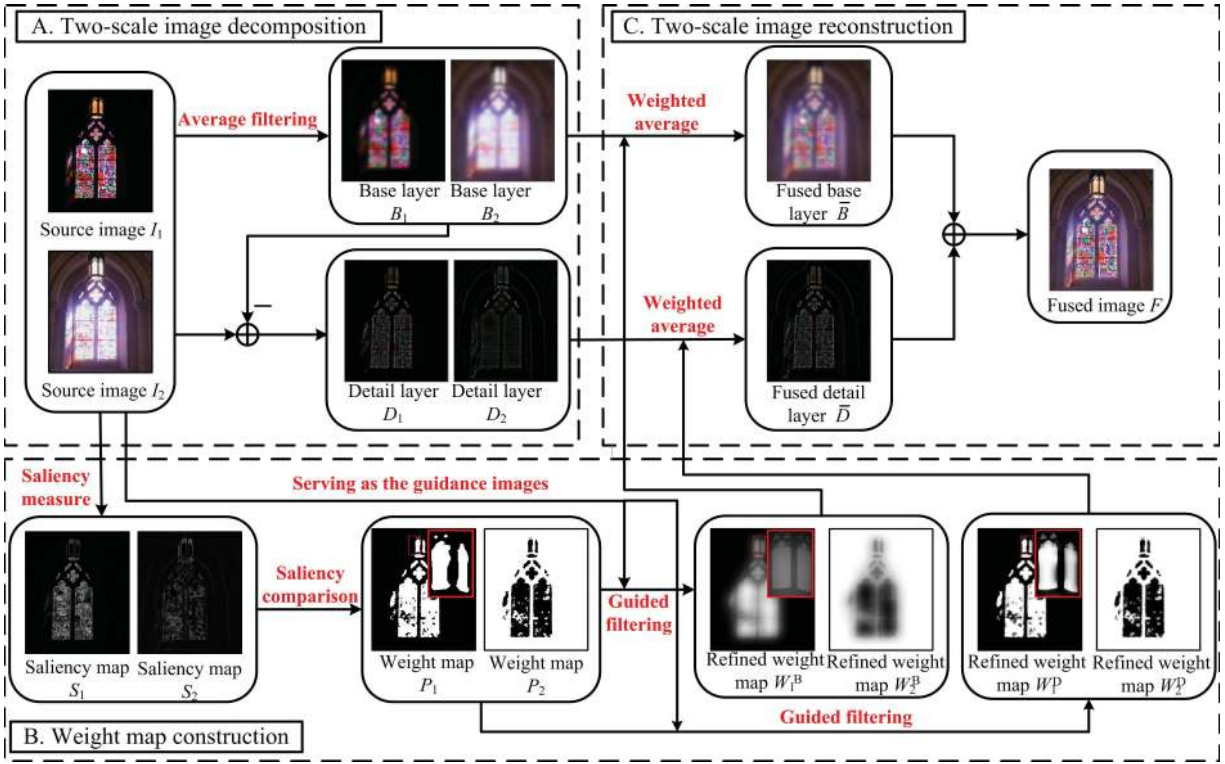 A. Two-scale image decomposition
Source image I₁
Source image I₂
Average filtering
Base layer
B₁
Base layer
B₂
−
Detail layer
D₁
Detail layer
D₂
C. Two-scale image reconstruction
Weighted
average
Fused base
layer B̅
Weighted
average
Fused detail
layer D̅
Fused image F
Saliency
measure
Serving as the guidance images
Saliency map
S₁
Saliency map
S₂
Saliency
comparison
Weight map
P₁
Weight map
P₂
Guided
filtering
Refined weight
map W₁ᴮ
Refined weight
map W₂ᴮ
Refined weight
map W₁ᴰ
Refined weight
map W₂ᴰ
Guided filtering
B. Weight map construction